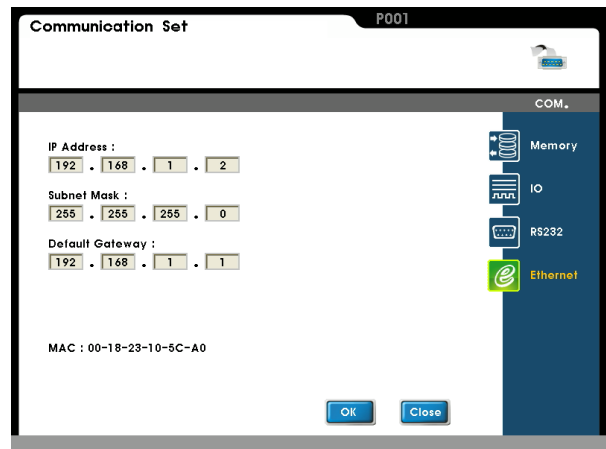 Communication Set
P001
COM.
IP Address :
192 . 168 . 1 . 2
Subnet Mask :
255 . 255 . 255 . 0
Default Gateway :
192 . 168 . 1 . 1
MAC : 00-18-23-10-5C-A0
Memory
IO
RS232
Ethernet
OK
Close